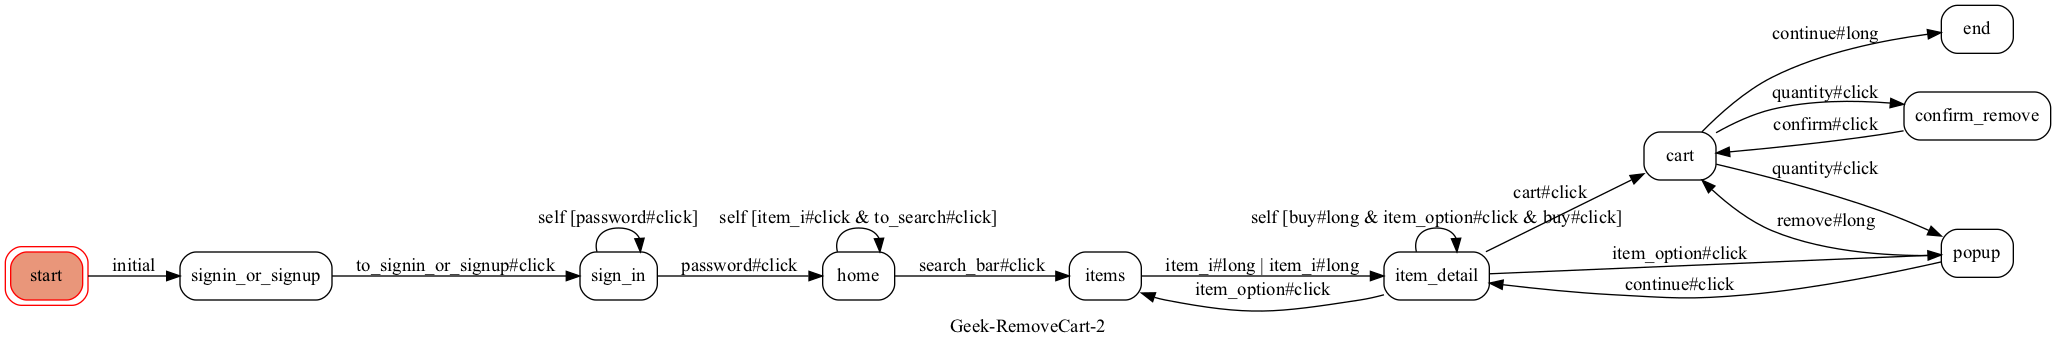 start
initial
signin_or_signup
to_signin_or_signup#click
self [password#click]
sign_in
password#click
self [item_i#click & to_search#click]
home
search_bar#click
items
item_i#long | item_i#long
item_option#click
self [buy#long & item_option#click & buy#click]
item_detail
cart#click
item_option#click
continue#click
cart
continue#long
quantity#click
confirm#click
quantity#click
remove#long
end
confirm_remove
popup
Geek-RemoveCart-2